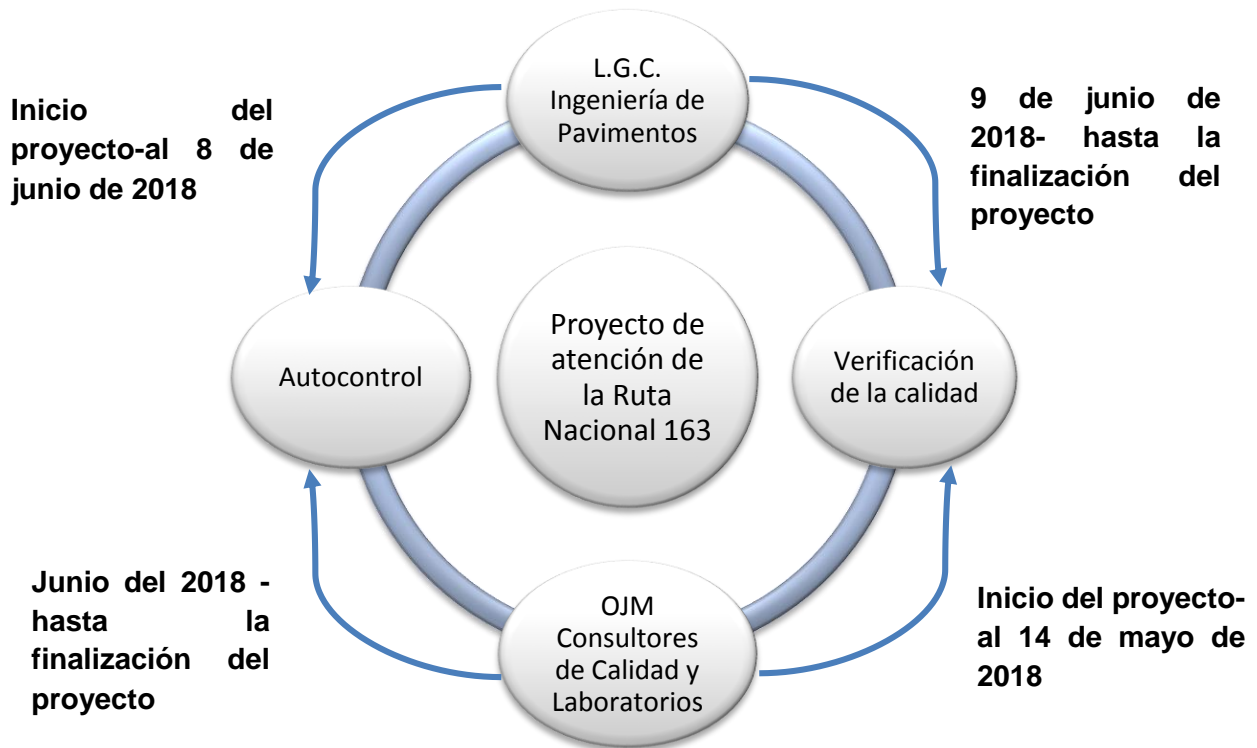 L.G.C.
Ingeniería de
Pavimentos
Inicio del
proyecto-al 8 de
junio de 2018
9 de junio de
2018- hasta la
finalización del
proyecto
Autocontrol
Proyecto de
atención de
la Ruta
Nacional 163
Verificación
de la calidad
Junio del 2018 -
hasta la
finalización del
proyecto
OJM
Consultores
de Calidad y
Laboratorios
Inicio del proyecto-
al 14 de mayo de
2018